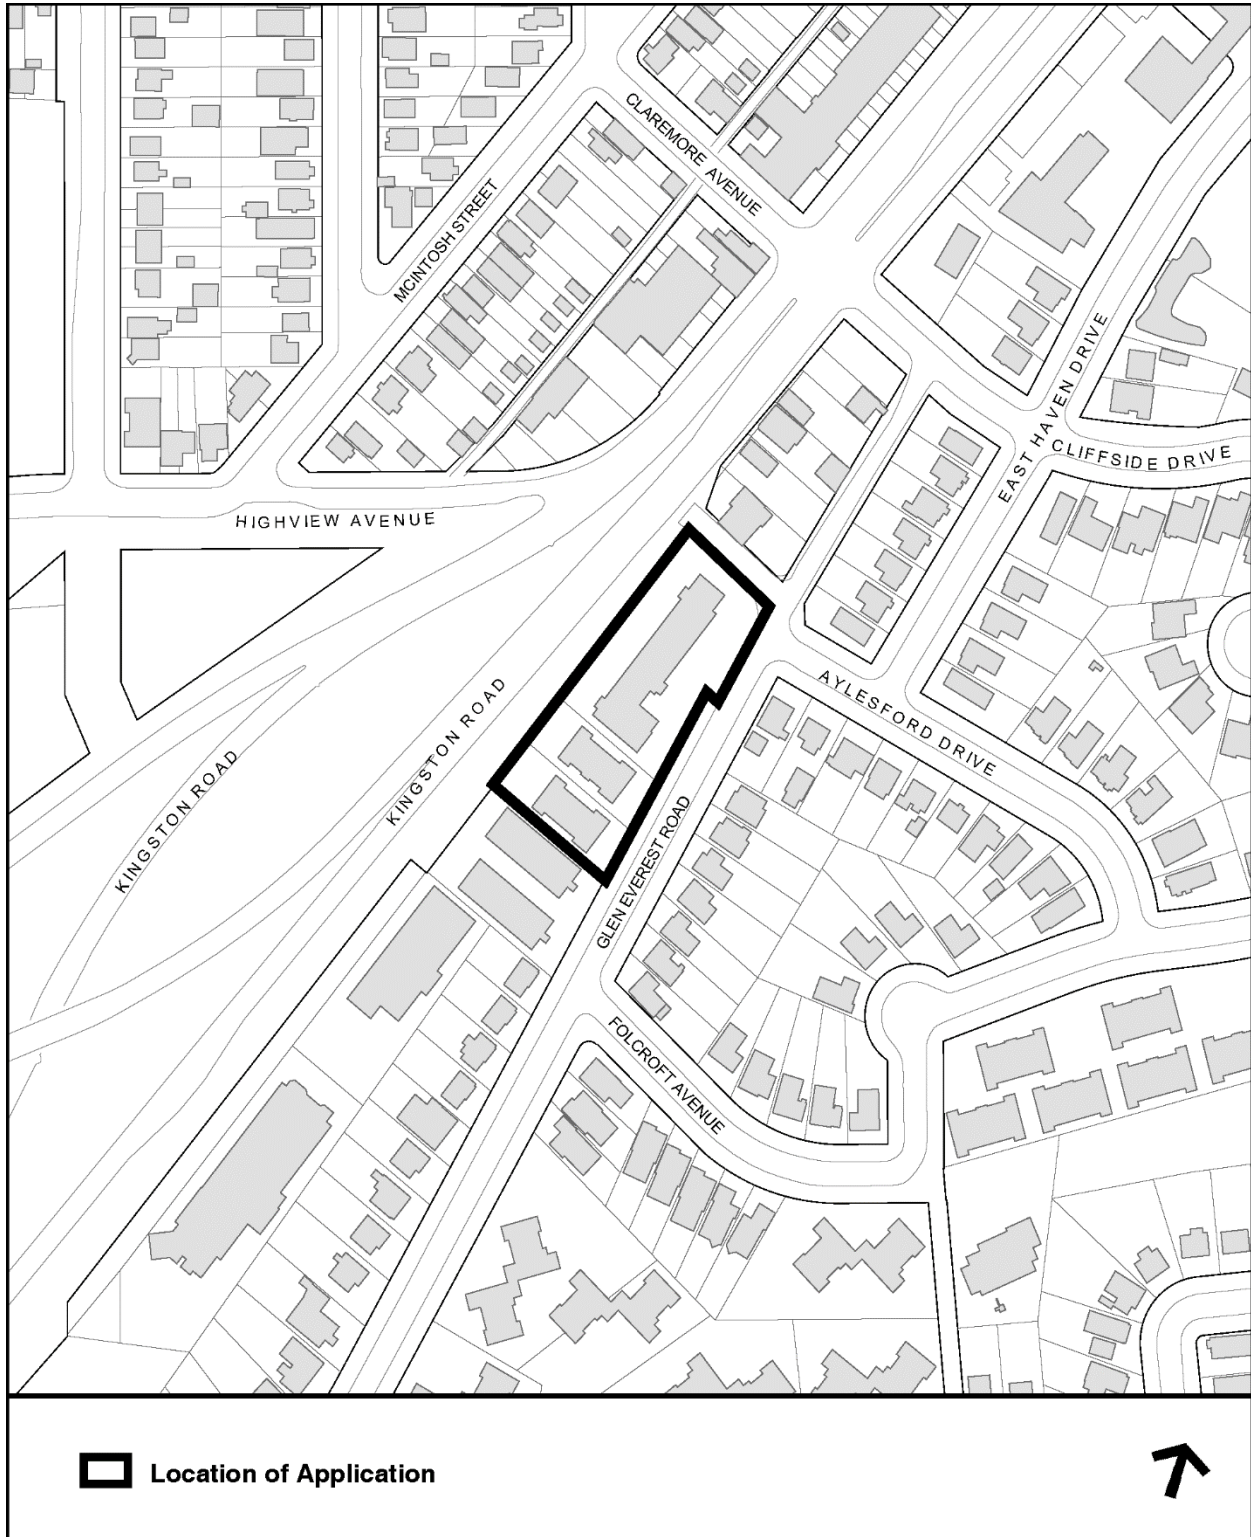 CLAREMORE AVENUE
MCINTOSH STREET
EAST HAVEN DRIVE
CLIFFSIDE DRIVE
HIGHVIEW AVENUE
AYLESFORD DRIVE
KINGSTON ROAD
KINGSTON ROAD
GLEN EVEREST ROAD
FOLCROFT AVENUE
Location of Application